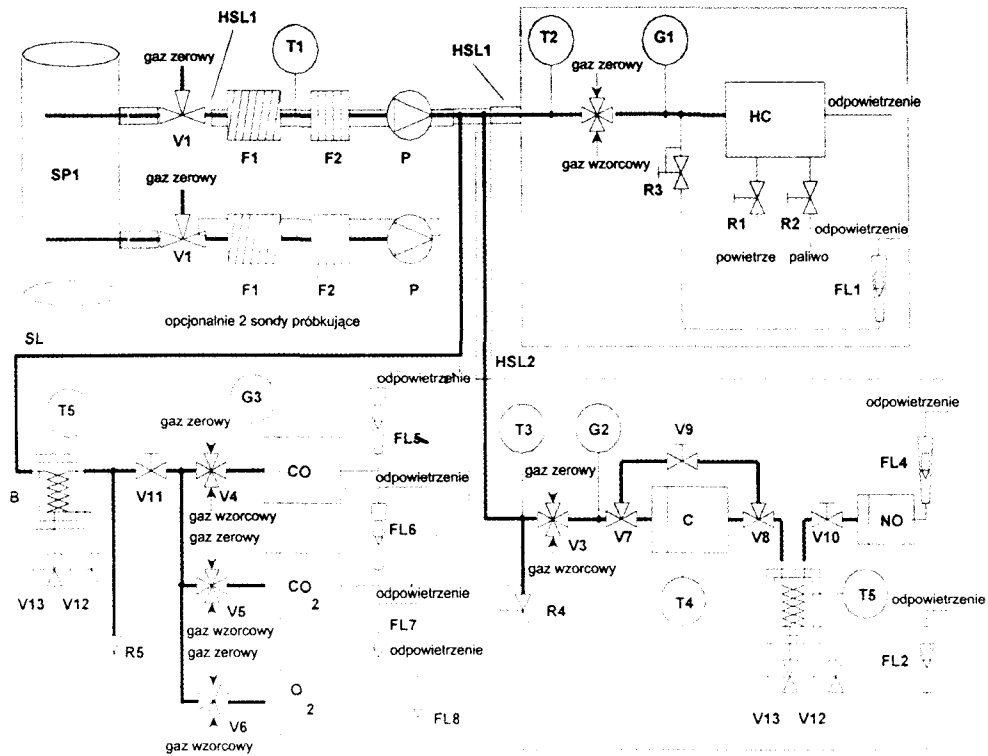 HSL1
gaz zerowy
T1
HSL1
T2
gaz zerowy
G1
HC
odpowietrzenie
V1
F1
F2
P
gaz wzorcowy
SP1
gaz zerowy
R3
R1
R2
odpowietrzenie
powietrze
paliwo
V1
F1
F2
P
FL1
opcjonalnie 2 sondy próbkujące
SL
HSL2
odpowietrzenie
T5
G3
gaz zerowy
FL5
CO
odpowietrzenie
B
V11
V4
gaz wzorcowy
gaz zerowy
FL6
CO
2
odpowietrzenie
V13
V12
V5
gaz wzorcowy
gaz zerowy
FL7
odpowietrzenie
R5
O
2
V6
gaz wzorcowy
FL8
T3
G2
V9
odpowietrzenie
gaz zerowy
FL4
C
NO
V3
V7
V8
V10
gaz wzorcowy
R4
T4
T5
odpowietrzenie
FL2
V13
V12